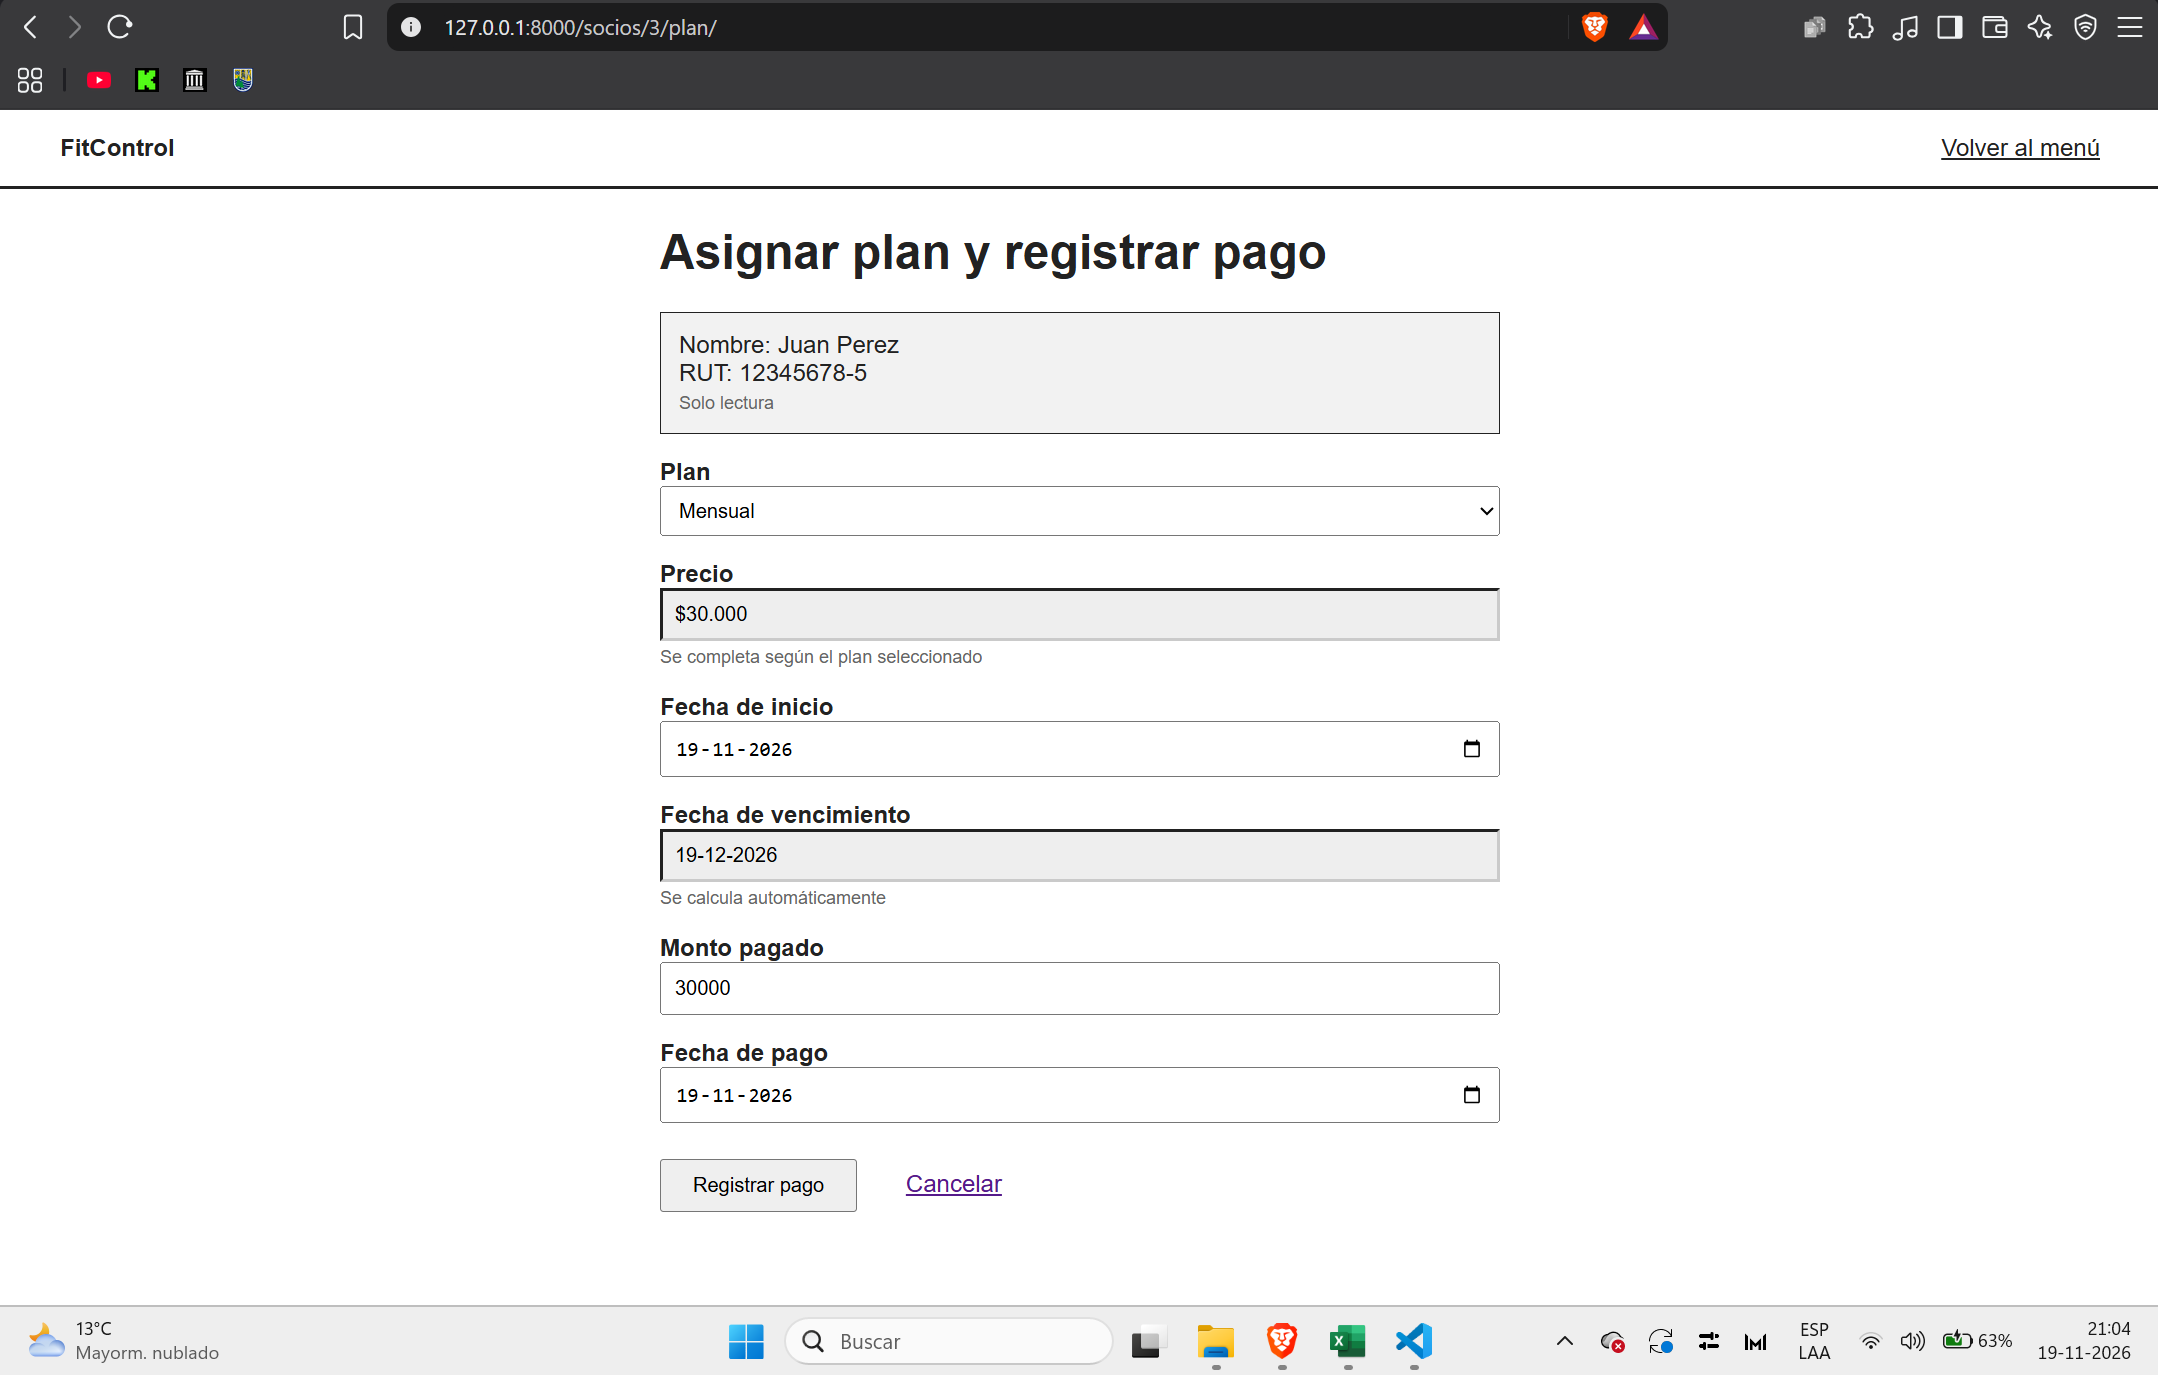 127.0.0.1:8000/socios/3/plan/
FitControl
Volver al menú
Asignar plan y registrar pago
Nombre: Juan Perez
RUT: 12345678-5
Solo lectura
Plan
Mensual
Precio
$30.000
Se completa según el plan seleccionado
Fecha de inicio
19-11-2026
Fecha de vencimiento
19-12-2026
Se calcula automáticamente
Monto pagado
30000
Fecha de pago
19-11-2026
Registrar pago
Cancelar
13°C
Mayorm. nublado
Buscar
ESP
LAA
63%
21:04
19-11-2026